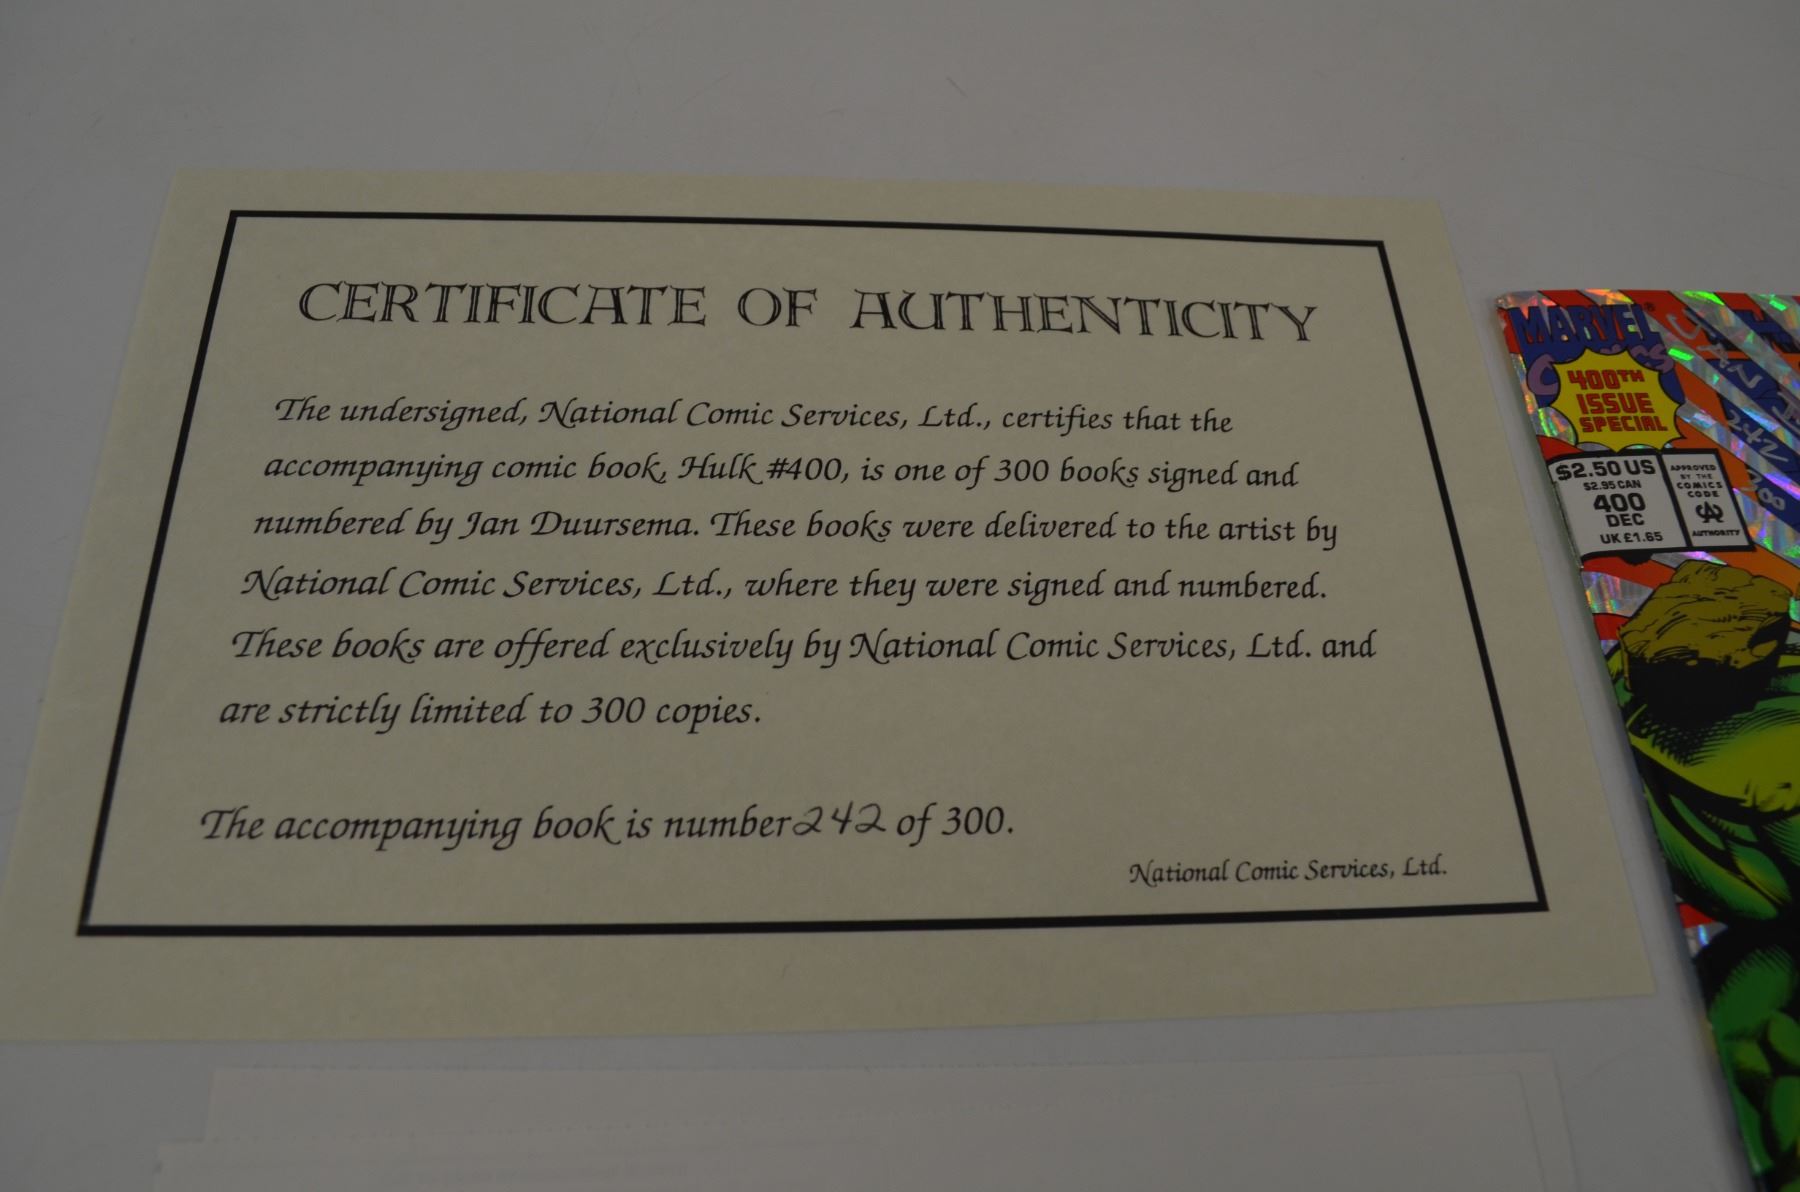 CERTIFICATE OF AUTHENTICITY
The undersigned, National Comic Services, Ltd., certifies that the
accompanying comic book, Hulk #400, is one of 300 books signed and
numbered by Jan Duursema. These books were delivered to the artist by
National Comic Services, Ltd., where they were signed and numbered.
These books are offered exclusively by National Comic Services, Ltd. and
are strictly limited to 300 copies.
The accompanying book is number 242 of 300.
National Comic Services, Ltd.
MARVEL
400TH
ISSUE
SPECIAL
$2.50 US
$2.95 CAN
400
DEC
UK £1.65
APPROVED
BY THE
COMICS
CODE
AUTHORITY
242